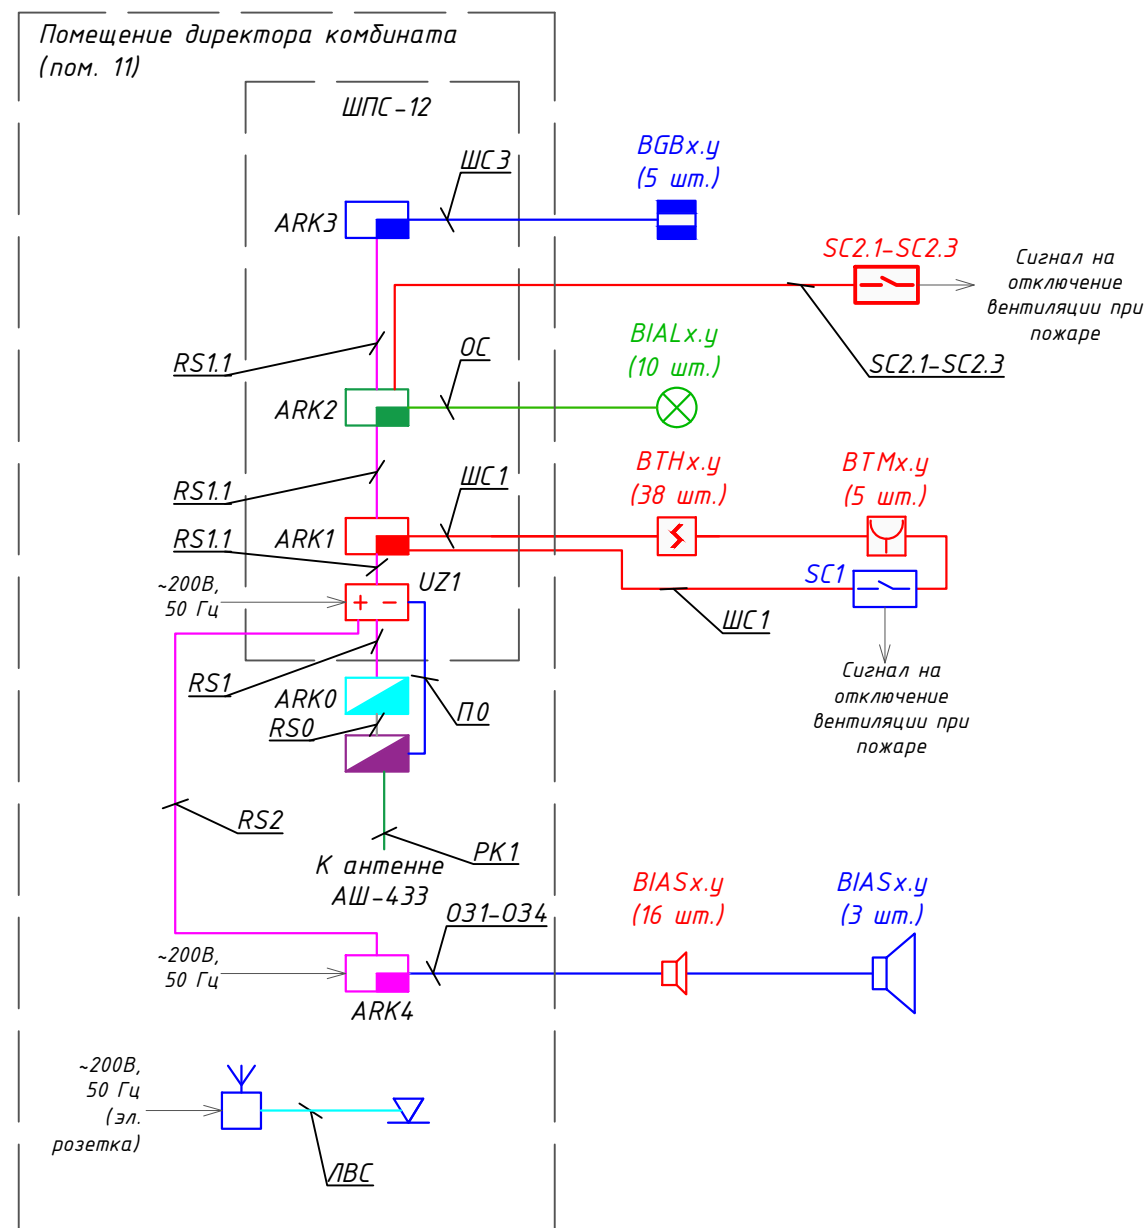 Помещение директора комбината
(пом. 11)
ШПС-12
ШС3
BGBx.y
(5 шт.)
ARK3
SC2.1-SC2.3
Сигнал на
отключение
вентиляции при
пожаре
RS1.1
ОС
BIALx.y
(10 шт.)
SC2.1-SC2.3
ARK2
RS1.1
ШС1
BTHx.y
(38 шт.)
BTMx.y
(5 шт.)
RS1.1
ARK1
~200В,
50 Гц
+ −
UZ1
SC1
ШС1
RS1
ARK0
П0
RS0
Сигнал на
отключение
вентиляции при
пожаре
RS2
РК1
К антенне
АШ-433
BIASx.y
(16 шт.)
BIASx.y
(3 шт.)
ОЗ1-ОЗ4
~200В,
50 Гц
ARK4
~200В,
50 Гц
(эл.
розетка)
ЛВС